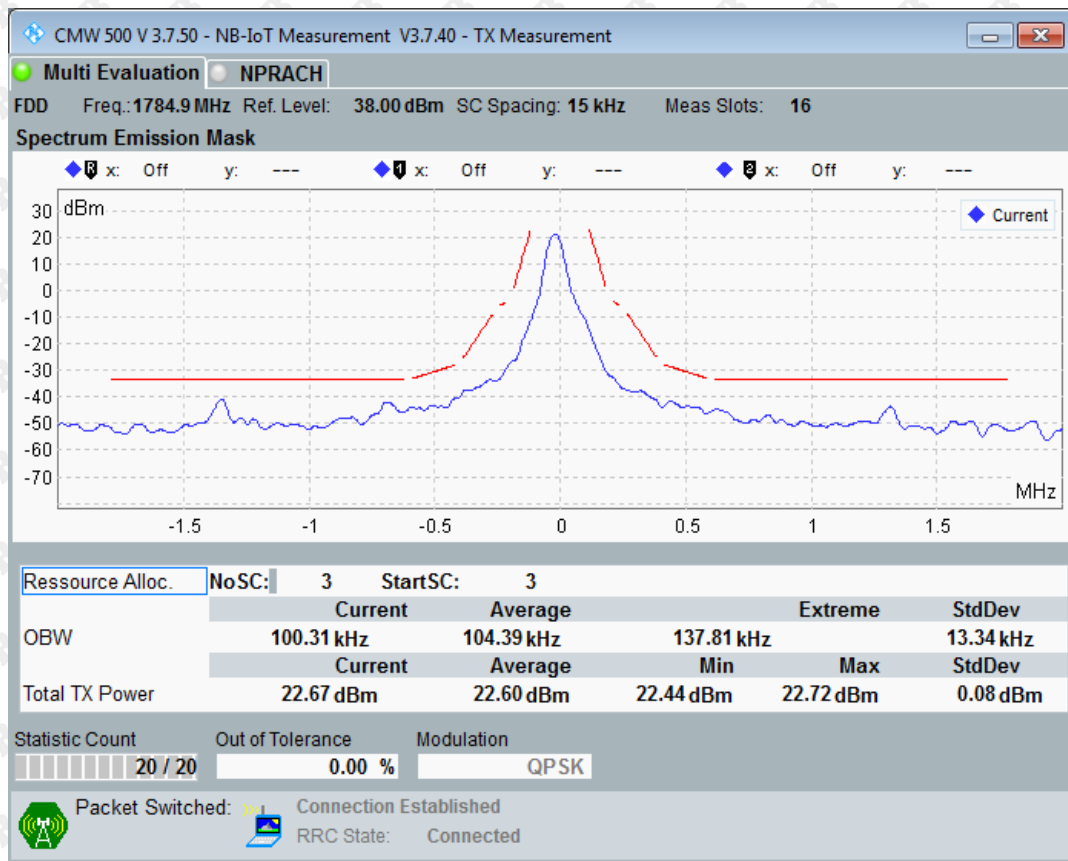 CMW 500 V 3.7.50 - NB-IoT Measurement V3.7.40 - TX Measurement
Multi Evaluation NPRACH
FDD Freq.: 1784.9 MHz Ref. Level: 38.00 dBm SC Spacing: 15 kHz Meas Slots: 16
Spectrum Emission Mask
R x: Off y: --- 1 x: Off y: --- 2 x: Off y: ---
dBm
Current
30
20
10
0
-10
-20
-30
-40
-50
-60
-70
MHz
-1.5 -1 -0.5 0 0.5 1 1.5
Ressource Alloc. NoSC: 3 StartSC: 3
Current Average Extreme StdDev
OBW 100.31 kHz 104.39 kHz 137.81 kHz 13.34 kHz
Current Average Min Max StdDev
Total TX Power 22.67 dBm 22.60 dBm 22.44 dBm 22.72 dBm 0.08 dBm
Statistic Count Out of Tolerance Modulation
20 / 20 0.00 % QPSK
Packet Switched: Connection Established
RRC State: Connected